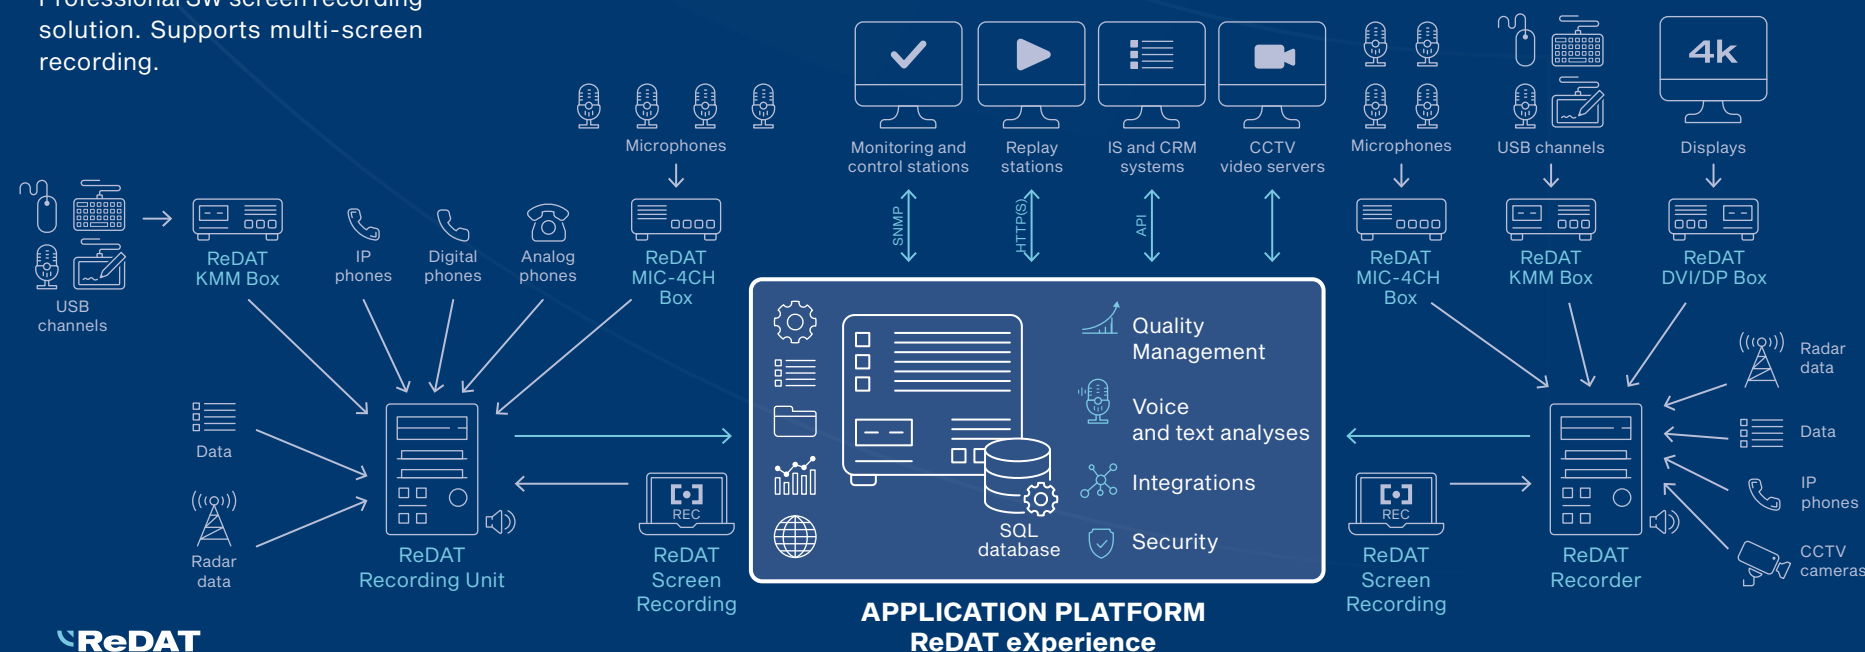 Professional SW screen recording
solution. Supports multi-screen
recording.
Microphones
Monitoring and
control stations
Replay
stations
IS and CRM
systems
CCTV
video servers
Microphones
USB channels
4k
Displays
SNMP
HTTP(S)
API
USB
channels
ReDAT
KMM Box
IP
phones
Digital
phones
Analog
phones
ReDAT
MIC-4CH
Box
ReDAT
MIC-4CH
Box
ReDAT
KMM Box
ReDAT
DVI/DP Box
Data
Radar
data
ReDAT
Recording Unit
REC
ReDAT
Screen
Recording
SQL
database
Quality
Management
Voice
and text analyses
Integrations
Security
REC
ReDAT
Screen
Recording
ReDAT
Recorder
Radar
data
Data
IP
phones
CCTV
cameras
APPLICATION PLATFORM
ReDAT eXperience
ReDAT